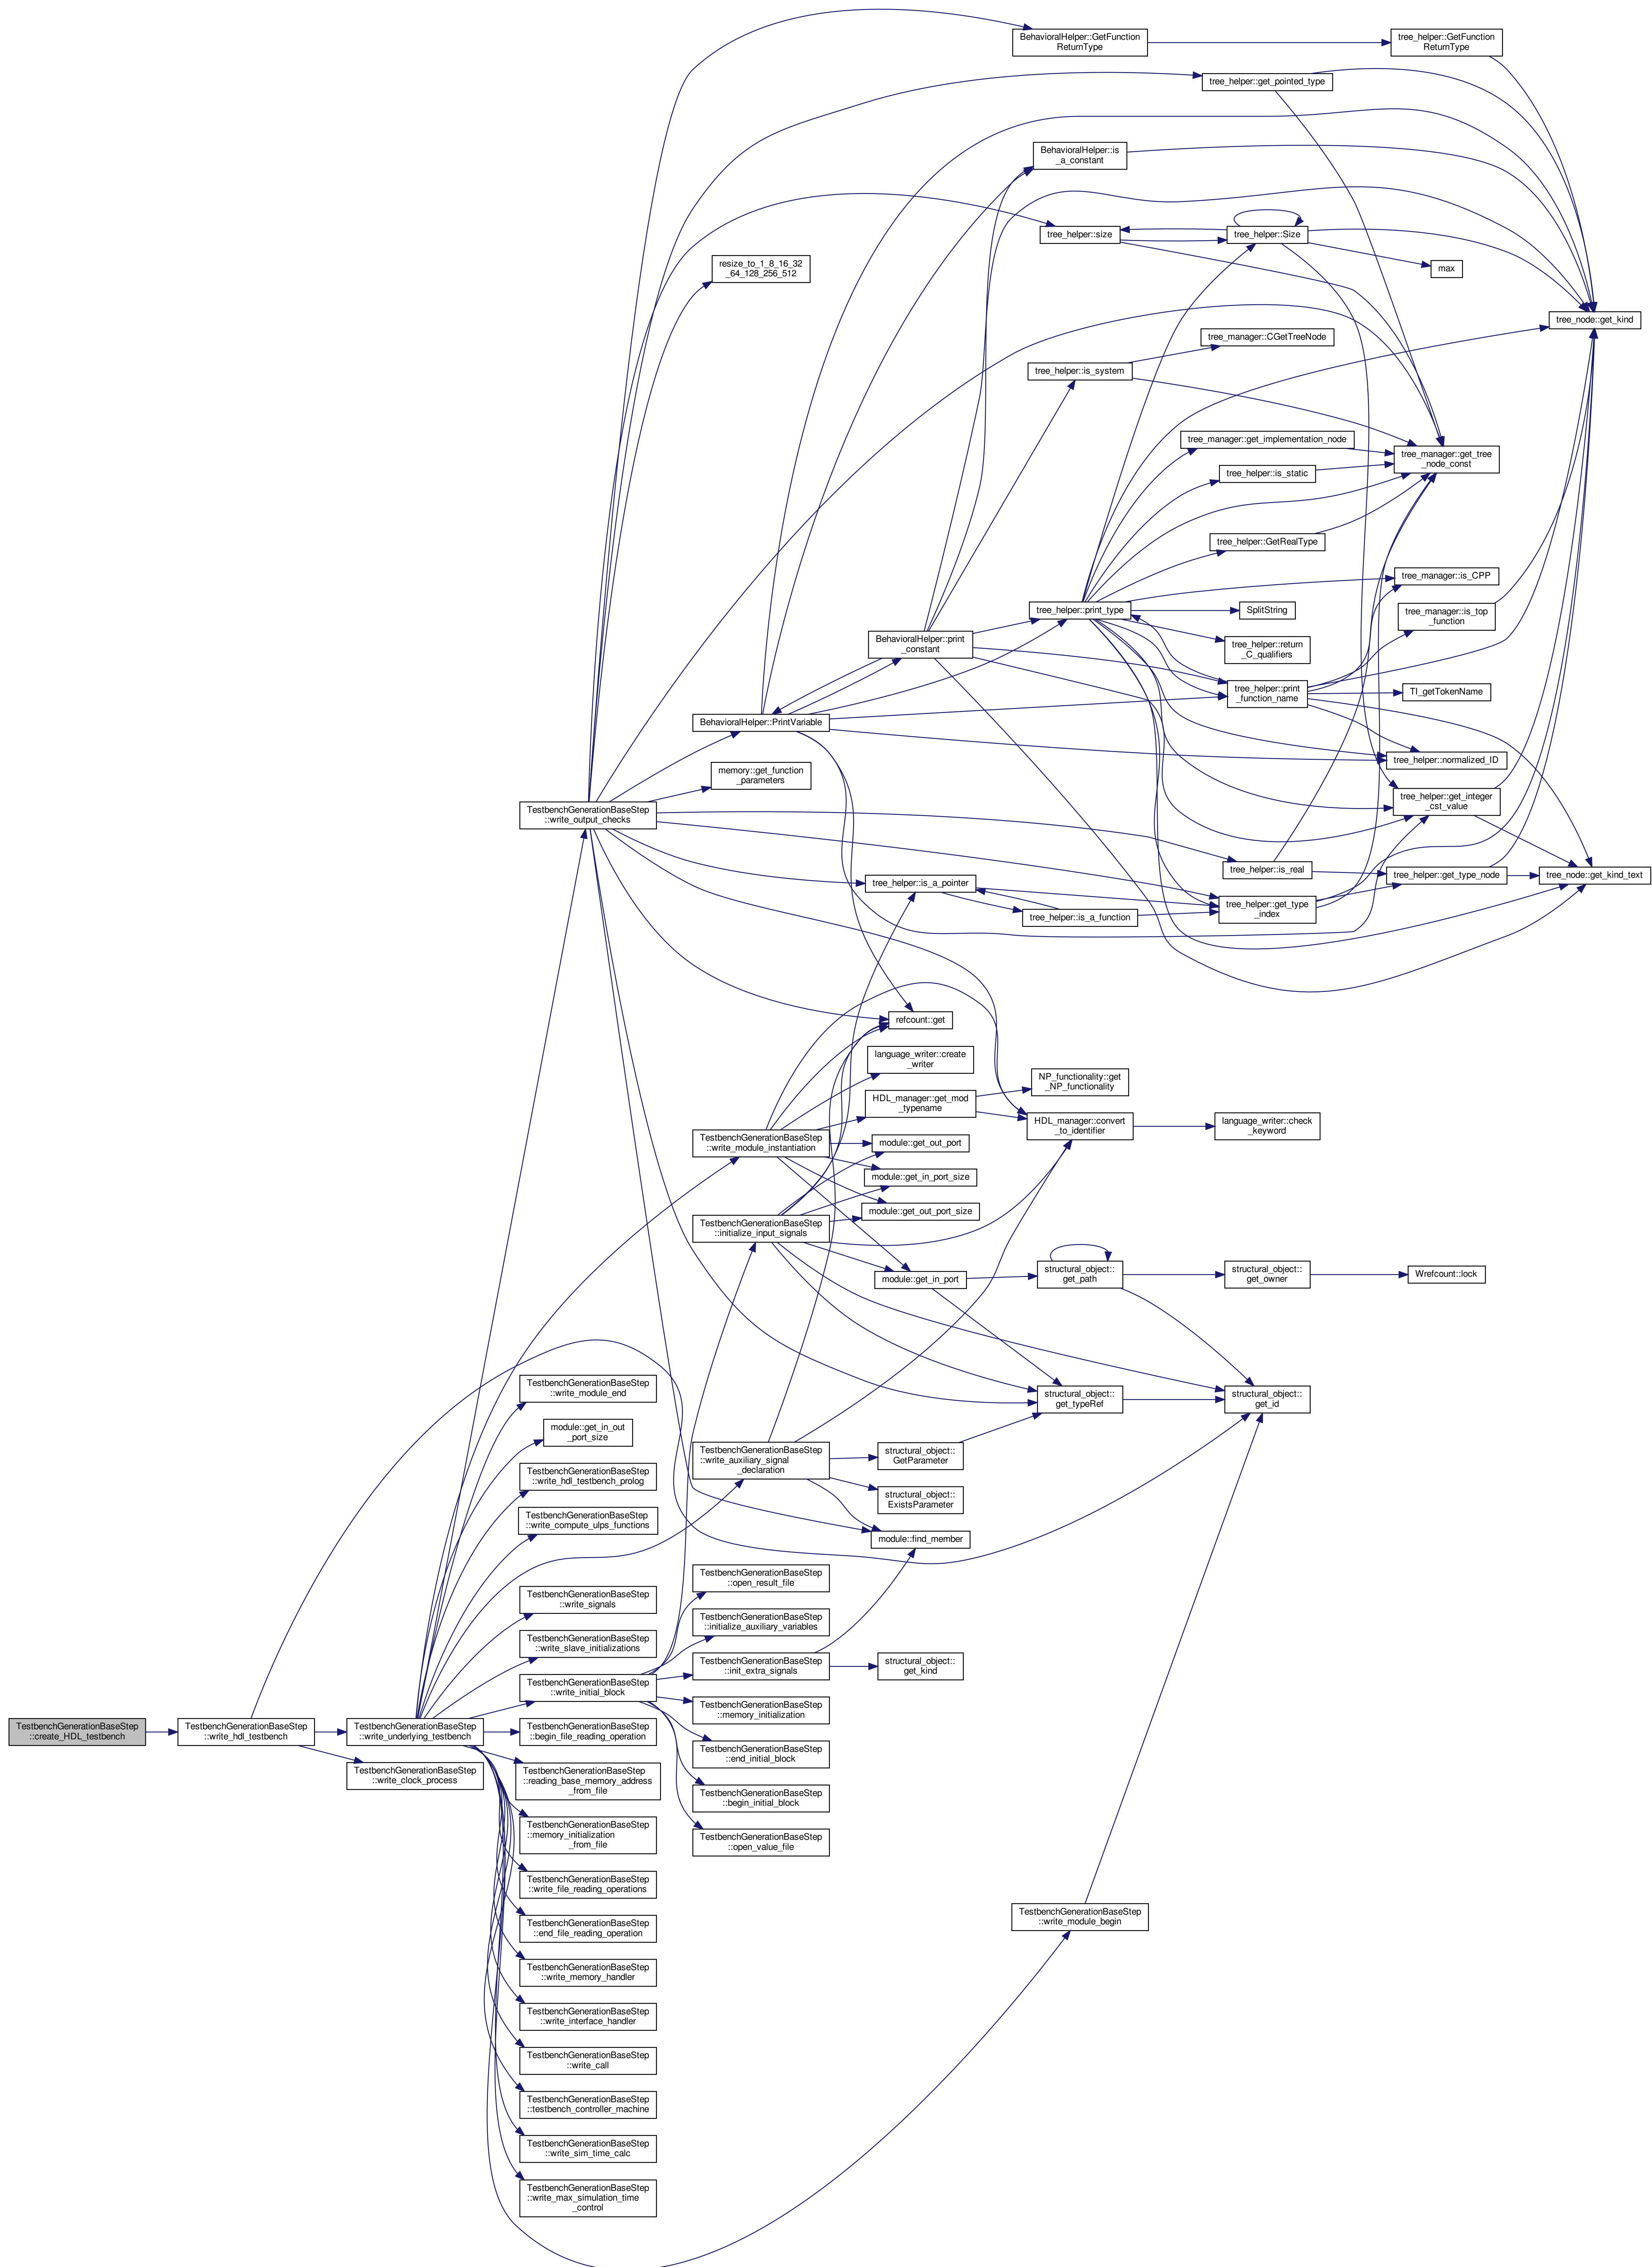 BehavioralHelper::GetFunction
ReturnType
tree_helper::GetFunction
ReturnType
tree_helper::get_pointed_type
BehavioralHelper::is
_a_constant
tree_helper::size
tree_helper::Size
resize_to_1_8_16_32
_64_128_256_512
max
tree_node::get_kind
tree_manager::CGetTreeNode
tree_helper::is_system
tree_manager::get_implementation_node
tree_manager::get_tree
_node_const
tree_helper::is_static
tree_helper::GetRealType
tree_manager::is_CPP
tree_helper::print_type
SplitString
tree_manager::is_top
_function
BehavioralHelper::print
_constant
tree_helper::return
_C_qualifiers
tree_helper::print
_function_name
TI_getTokenName
BehavioralHelper::PrintVariable
tree_helper::normalized_ID
memory::get_function
_parameters
tree_helper::get_integer
_cst_value
TestbenchGenerationBaseStep
::write_output_checks
tree_helper::is_real
tree_helper::get_type_node
tree_node::get_kind_text
tree_helper::is_a_pointer
tree_helper::is_a_function
tree_helper::get_type
_index
refcount::get
language_writer::create
_writer
NP_functionality::get
_NP_functionality
HDL_manager::get_mod
_typename
HDL_manager::convert
_to_identifier
language_writer::check
_keyword
TestbenchGenerationBaseStep
::write_module_instantiation
module::get_out_port
module::get_in_port_size
module::get_out_port_size
TestbenchGenerationBaseStep
::initialize_input_signals
module::get_in_port
structural_object::
get_path
structural_object::
get_owner
Wrefcount::lock
TestbenchGenerationBaseStep
::write_module_end
structural_object::
get_typeRef
structural_object::
get_id
module::get_in_out
_port_size
TestbenchGenerationBaseStep
::write_auxiliary_signal
_declaration
structural_object::
GetParameter
TestbenchGenerationBaseStep
::write_hdl_testbench_prolog
structural_object::
ExistsParameter
TestbenchGenerationBaseStep
::write_compute_ulps_functions
module::find_member
TestbenchGenerationBaseStep
::open_result_file
TestbenchGenerationBaseStep
::write_signals
TestbenchGenerationBaseStep
::initialize_auxiliary_variables
TestbenchGenerationBaseStep
::write_slave_initializations
TestbenchGenerationBaseStep
::init_extra_signals
structural_object::
get_kind
TestbenchGenerationBaseStep
::write_initial_block
TestbenchGenerationBaseStep
::memory_initialization
TestbenchGenerationBaseStep
::create_HDL_testbench
TestbenchGenerationBaseStep
::write_hdl_testbench
TestbenchGenerationBaseStep
::write_underlying_testbench
TestbenchGenerationBaseStep
::begin_file_reading_operation
TestbenchGenerationBaseStep
::end_initial_block
TestbenchGenerationBaseStep
::write_clock_process
TestbenchGenerationBaseStep
::reading_base_memory_address
_from_file
TestbenchGenerationBaseStep
::begin_initial_block
TestbenchGenerationBaseStep
::memory_initialization
_from_file
TestbenchGenerationBaseStep
::open_value_file
TestbenchGenerationBaseStep
::write_file_reading_operations
TestbenchGenerationBaseStep
::write_module_begin
TestbenchGenerationBaseStep
::end_file_reading_operation
TestbenchGenerationBaseStep
::write_memory_handler
TestbenchGenerationBaseStep
::write_interface_handler
TestbenchGenerationBaseStep
::write_call
TestbenchGenerationBaseStep
::testbench_controller_machine
TestbenchGenerationBaseStep
::write_sim_time_calc
TestbenchGenerationBaseStep
::write_max_simulation_time
_control